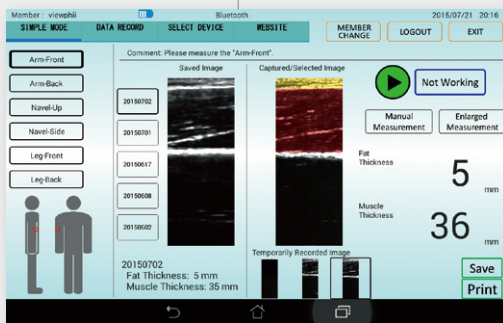 Member : viewphii
Bluetooth
2016/07/21 20:16
SIMPLE MODE
DATA RECORD
SELECT DEVICE
WEBSITE
MEMBER
CHANGE
LOGOUT
EXIT
Comment: Please measure the "Arm-Front".
Arm-Front
Arm-Back
Navel-Up
Navel-Side
Leg-Front
Leg-Back
Saved Image
Captured/Selected Image
20150702
20150701
20150617
20150608
20150602
Not Working
Manual
Measurement
Enlarged
Measurement
Fat
Thickness
5 mm
Muscle
Thickness
36 mm
20150702
Fat Thickness: 5 mm
Muscle Thickness: 35 mm
Temporarily Recorded Image
Save
Print